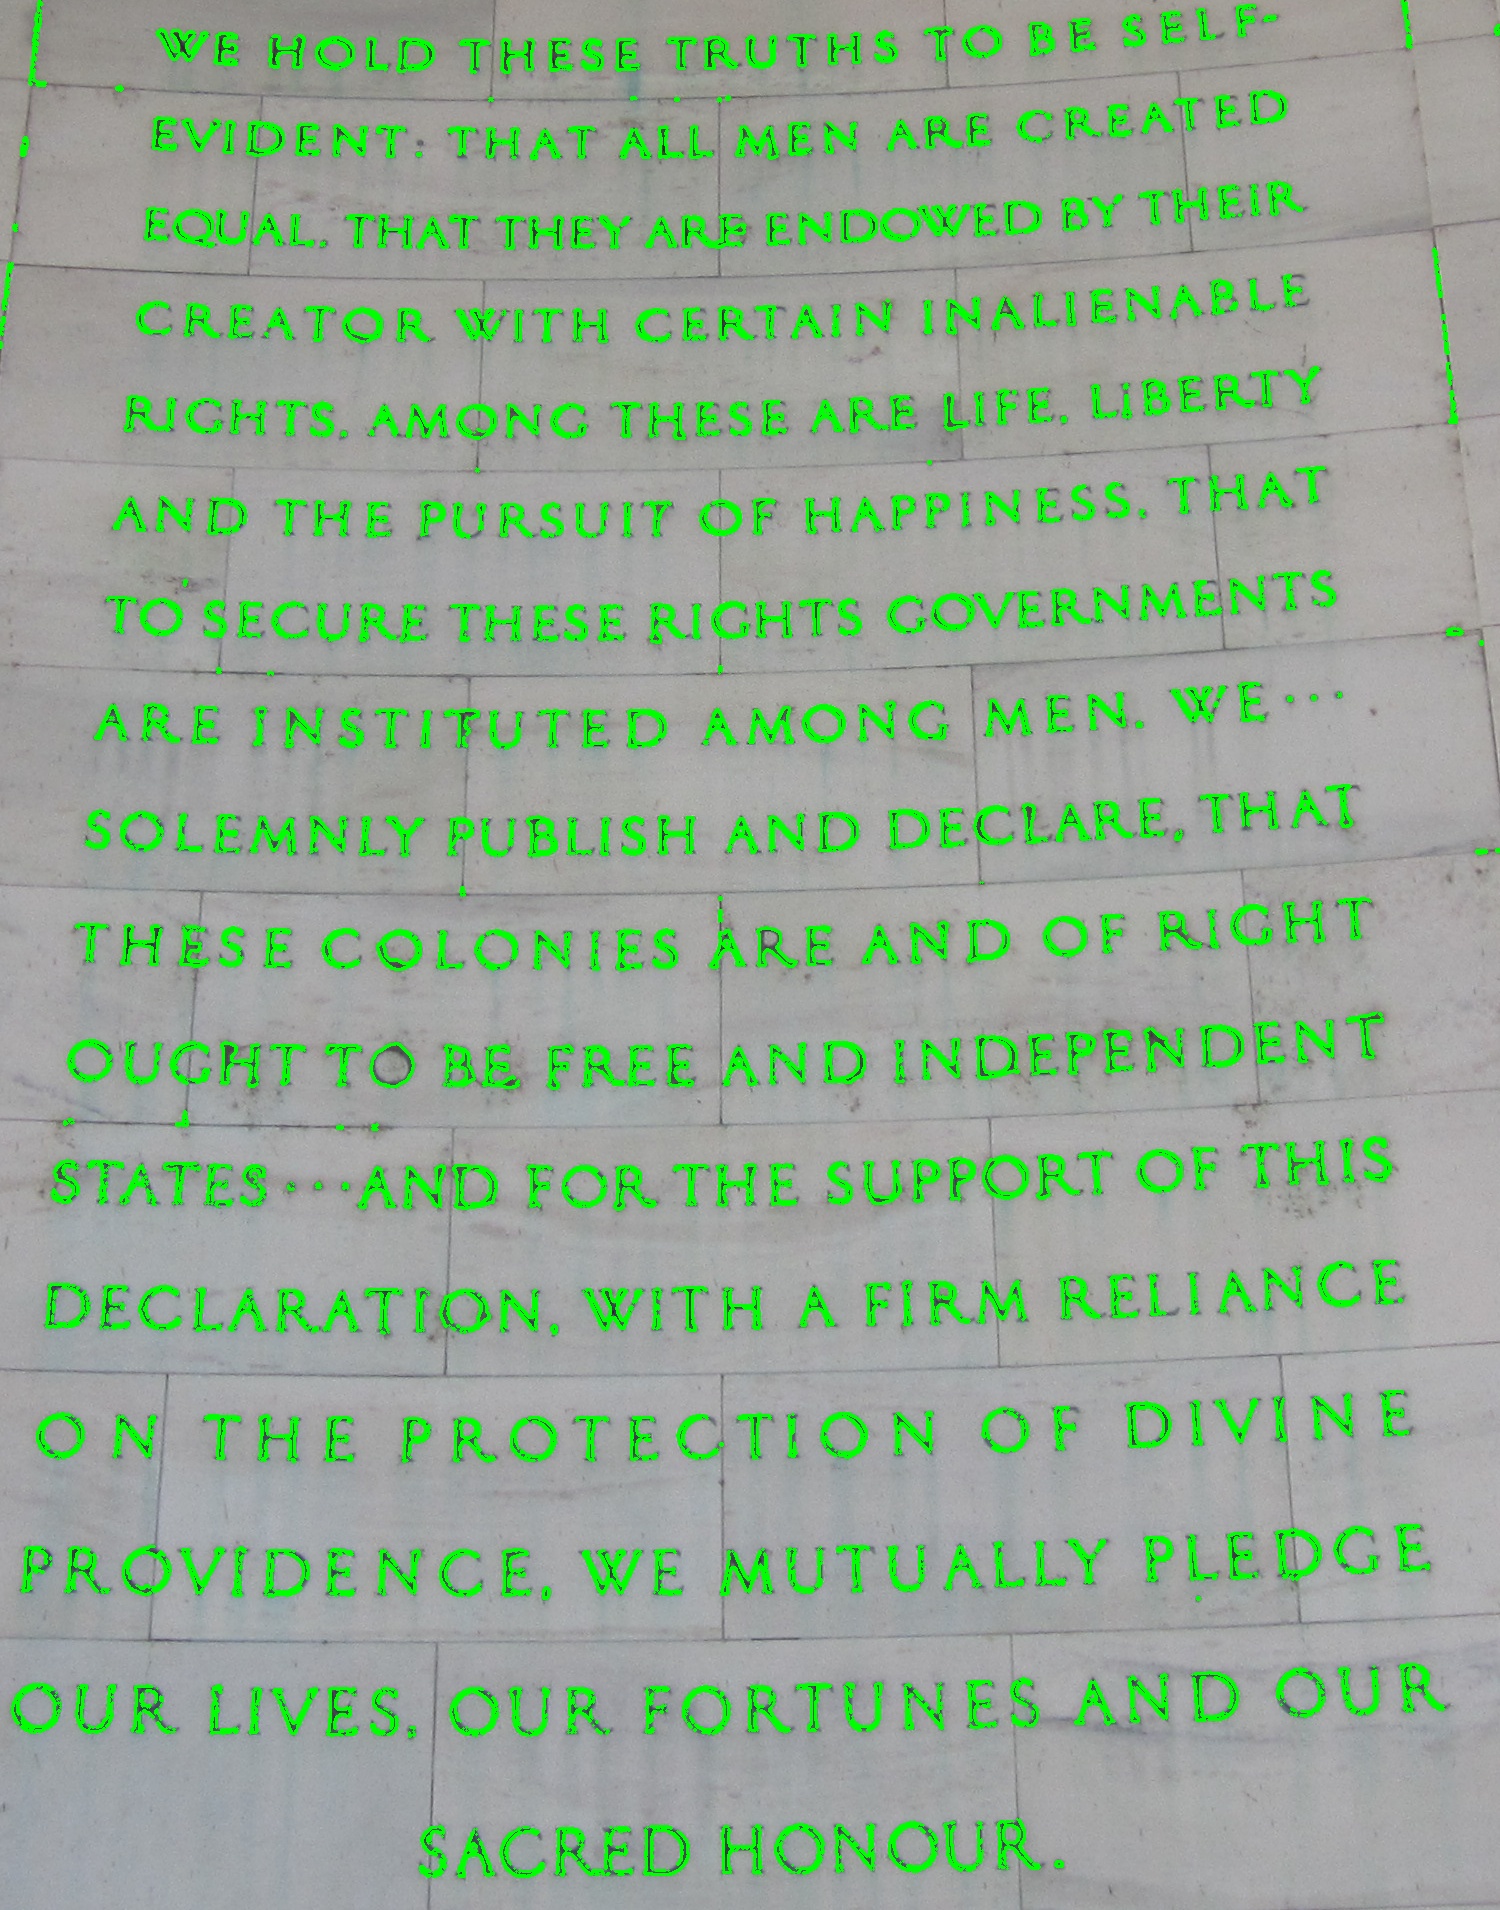 WE HOLD THESE TRUTHS TO BE SELF-
EVIDENT: THAT ALL MEN ARE CREATED
EQUAL, THAT THEY ARE ENDOWED BY THEIR
CREATOR WITH CERTAIN INALIENABLE
RIGHTS, AMONG THESE ARE LIFE, LIBERTY
AND THE PURSUIT OF HAPPINESS, THAT
TO SECURE THESE RIGHTS GOVERNMENTS
ARE INSTITUTED AMONG MEN. WE···
SOLEMNLY PUBLISH AND DECLARE, THAT
THESE COLONIES ARE AND OF RIGHT
OUGHT TO BE FREE AND INDEPENDENT
STATES···AND FOR THE SUPPORT OF THIS
DECLARATION, WITH A FIRM RELIANCE
ON THE PROTECTION OF DIVINE
PROVIDENCE, WE MUTUALLY PLEDGE
OUR LIVES, OUR FORTUNES AND OUR
SACRED HONOUR.